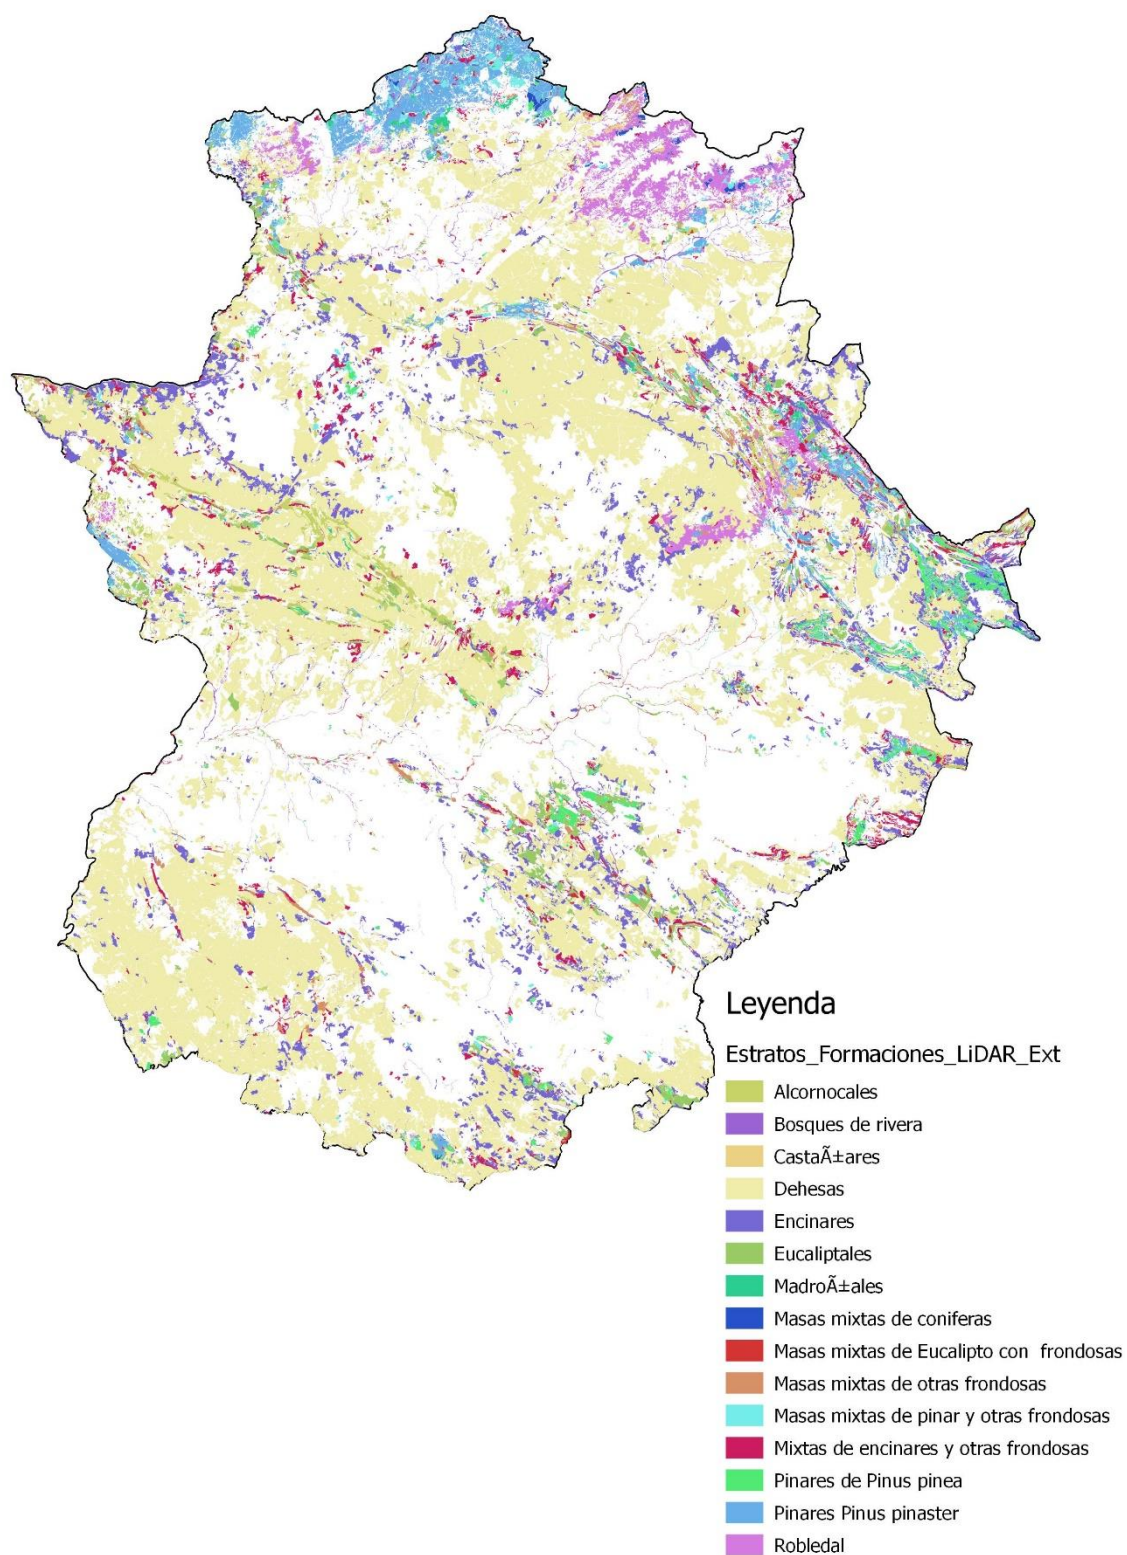 Leyenda
Estratos_Formaciones_LiDAR_Ext
Alcornocales
Bosques de rivera
CastaÃ±ares
Dehesas
Encinares
Eucaliptales
MadroÃ±ales
Masas mixtas de coniferas
Masas mixtas de Eucalipto con  frondosas
Masas mixtas de otras frondosas
Masas mixtas de pinar y otras frondosas
Mixtas de encinares y otras frondosas
Pinares de Pinus pinea
Pinares Pinus pinaster
Robledal